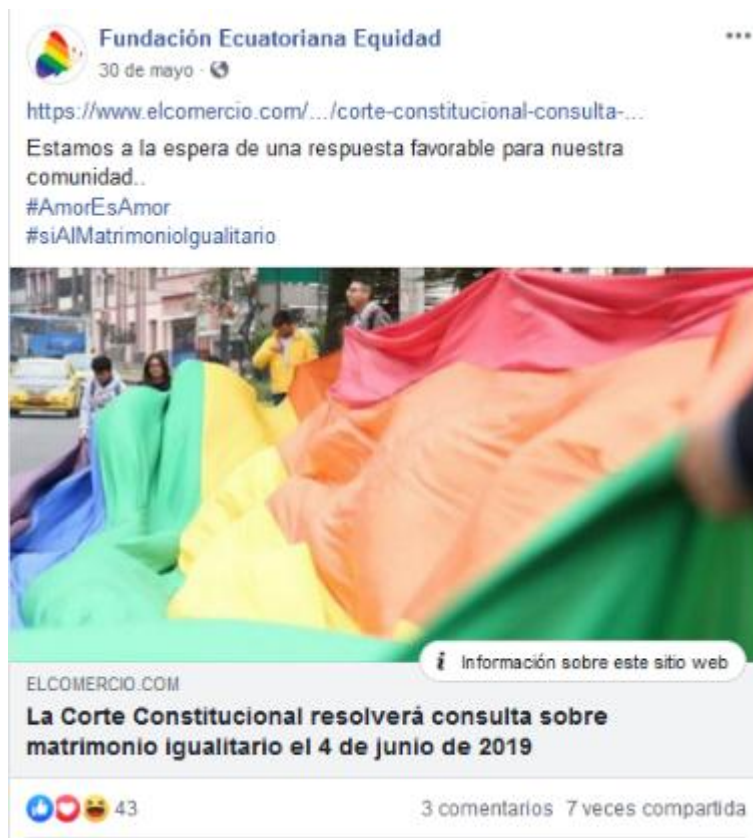 Fundación Ecuatoriana Equidad
30 de mayo ·
https://www.elcomercio.com/.../corte-constitucional-consulta-...
Estamos a la espera de una respuesta favorable para nuestra
comunidad..
#AmorEsAmor
#siAlMatrimonioIgualitario
i Información sobre este sitio web
ELCOMERCIO.COM
La Corte Constitucional resolverá consulta sobre
matrimonio igualitario el 4 de junio de 2019
43 3 comentarios 7 veces compartida